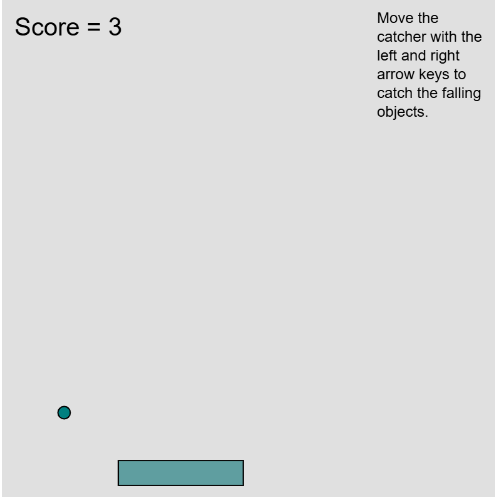 Score = 3
Move the
catcher with the
left and right
arrow keys to
catch the falling
objects.